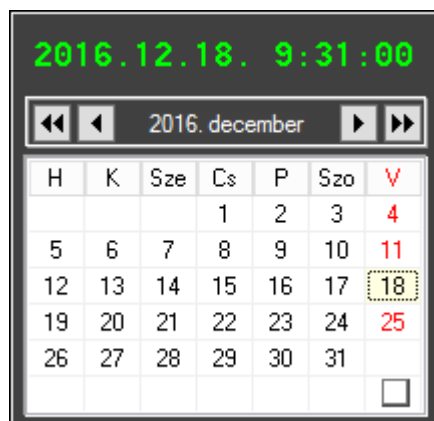 2016.12.18. 9:31:00
2016. december
H K Sze Cs P Szo V
1 2 3 4
5 6 7 8 9 10 11
12 13 14 15 16 17 18
19 20 21 22 23 24 25
26 27 28 29 30 31